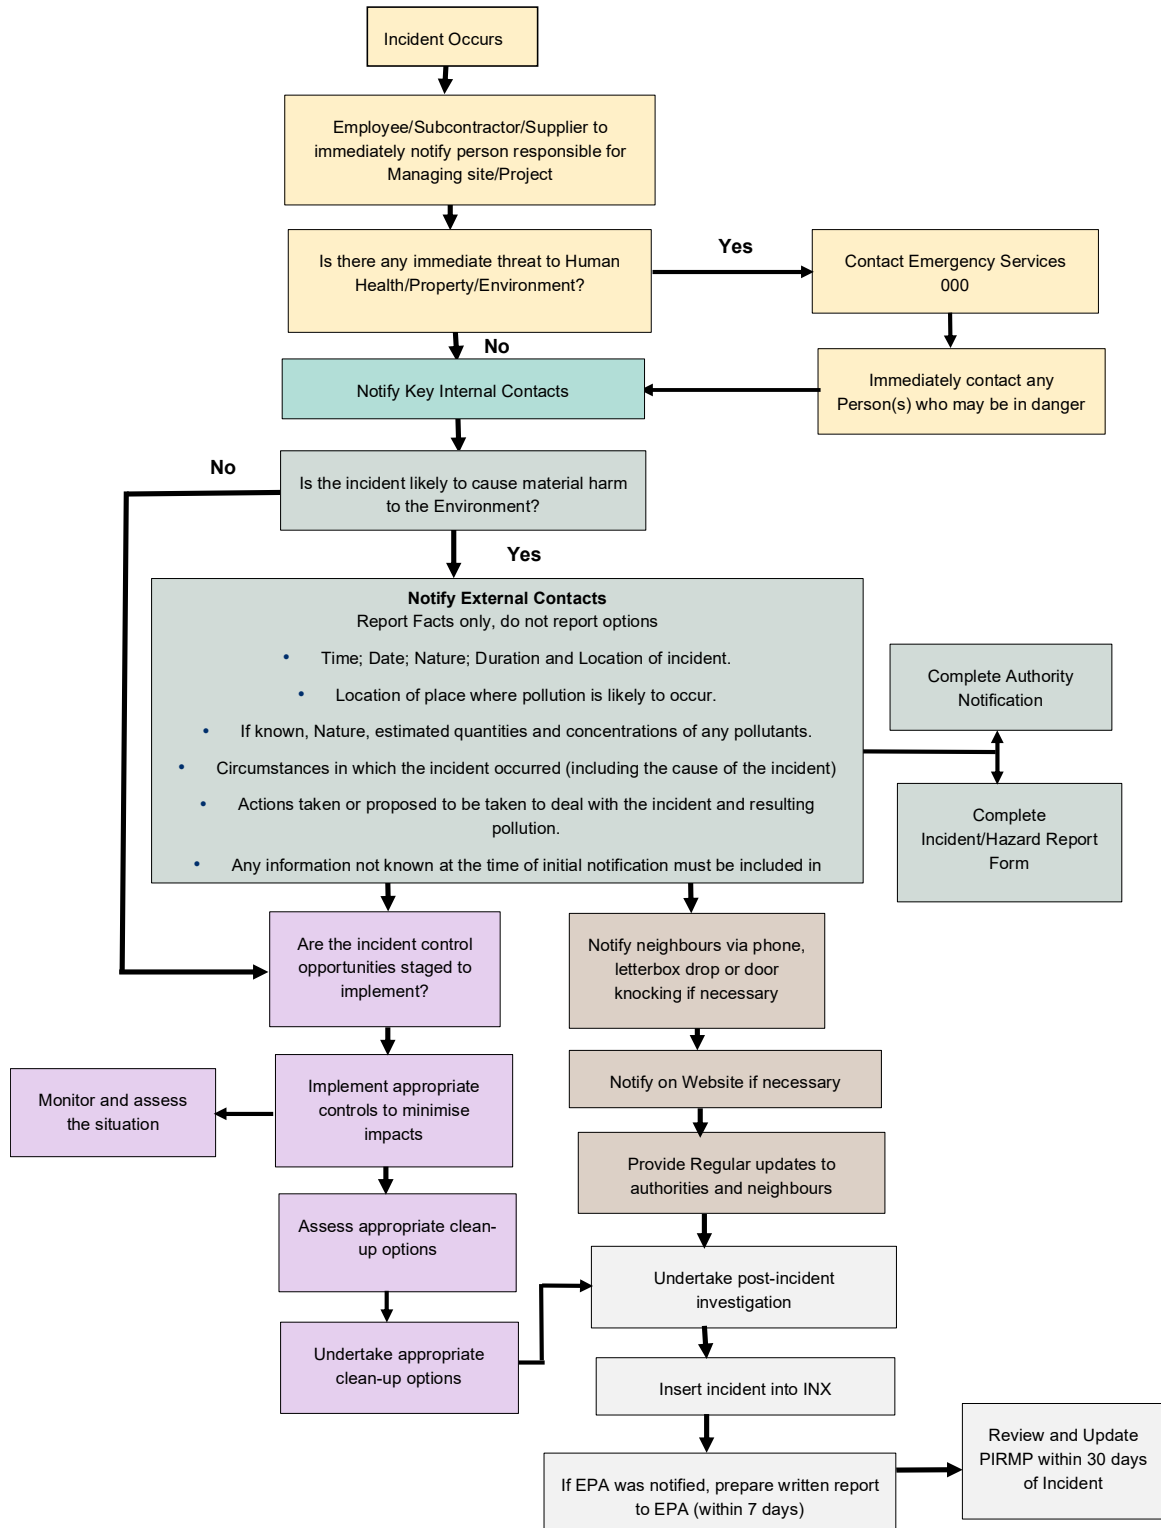 Incident Occurs
Employee/Subcontractor/Supplier to
immediately notify person responsible for
Managing site/Project
Is there any immediate threat to Human
Health/Property/Environment?
Yes
Contact Emergency Services
000
No
Notify Key Internal Contacts
Immediately contact any
Person(s) who may be in danger
No
Is the incident likely to cause material harm
to the Environment?
Yes
Notify External Contacts
Report Facts only, do not report options
• Time; Date; Nature; Duration and Location of incident.
• Location of place where pollution is likely to occur.
• If known, Nature, estimated quantities and concentrations of any pollutants.
• Circumstances in which the incident occurred (including the cause of the incident)
• Actions taken or proposed to be taken to deal with the incident and resulting
pollution.
• Any information not known at the time of initial notification must be included in
Complete Authority
Notification
Complete
Incident/Hazard Report
Form
Are the incident control
opportunities staged to
implement?
Notify neighbours via phone,
letterbox drop or door
knocking if necessary
Monitor and assess
the situation
Implement appropriate
controls to minimise
impacts
Notify on Website if necessary
Provide Regular updates to
authorities and neighbours
Assess appropriate clean-
up options
Undertake post-incident
investigation
Undertake appropriate
clean-up options
Insert incident into INX
If EPA was notified, prepare written report
to EPA (within 7 days)
Review and Update
PIRMP within 30 days
of Incident